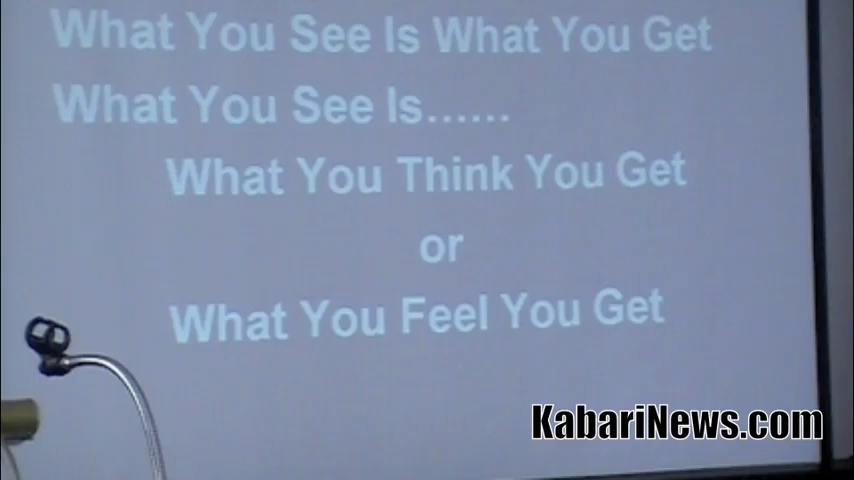 What You See Is What You Get
What You See Is......
What You Think You Get
or
What You Feel You Get
KabariNews.com